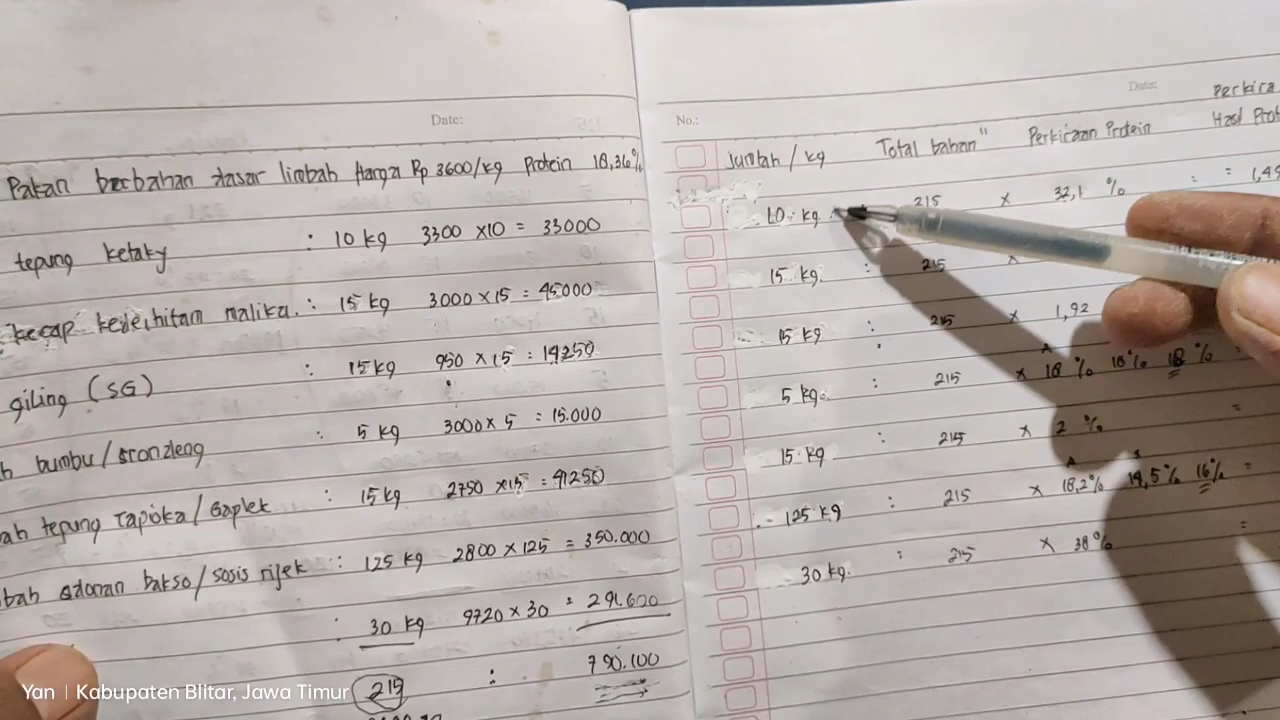 Date:
Pakan berbahan dasar limbah Harga Rp 3600/kg Protein 18,36%
tepung ketaky : 10 kg 3300 x10 = 33000
kecap kedelhitam malika. : 15 kg 3000 x 15 = 45000
giling (SG) : 15 kg 950 x 15 : 14250
h bumbu/srondeng : 5 kg 3000 x 5 = 15.000
ah tepung Tapioka/Gaplek : 15 kg 2750 x 15 = 41250
bah adonan bakso/sosis rijek : 125 kg 2800 x 125 = 350.000
: 30 kg 9720 x 30 = 291.600
215 : 790.100
No.: Date:
Jumlah / kg Total bahan" Perkiraan Protein Perkira Hasil Prot
10 kg : 215 x 32,1 % : = 1,49
15 kg : 215 x
15 kg : 215 x 1,92
5 kg : 215 x 18 % 18% 18 %
15 kg : 215 x 2 % =
125 kg : 215 x 18,2% 14,5% 16% =
30 kg. : 215 x 38% =
Yan | Kabupaten Blitar, Jawa Timur